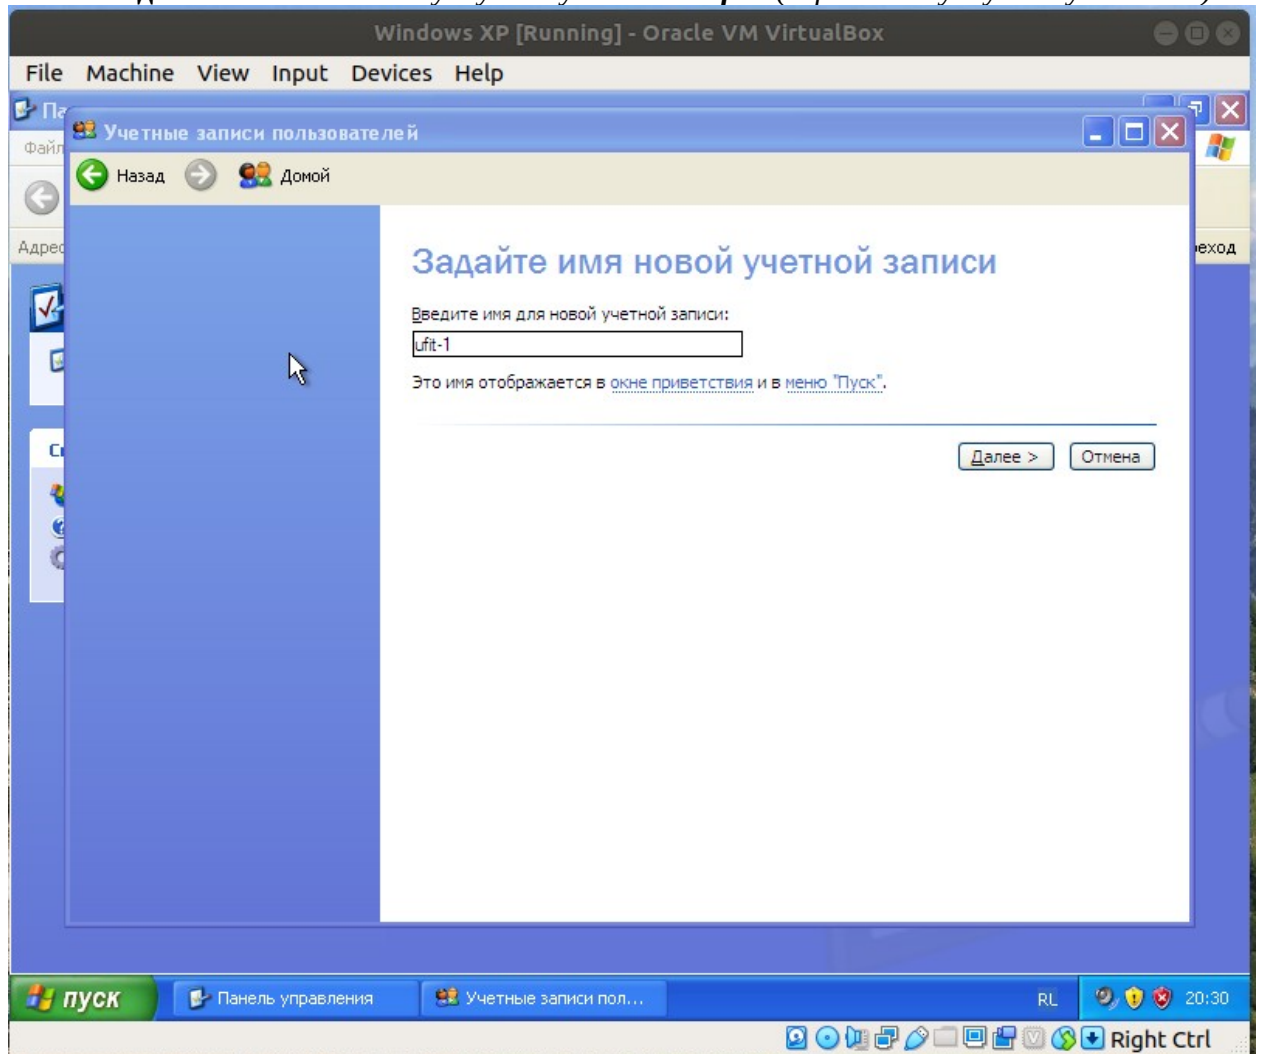 Windows XP [Running] - Oracle VM VirtualBox
File Machine View Input Devices Help
Учетные записи пользователей
Файл
Назад Домой
Адрес
Задайте имя новой учетной записи
Введите имя для новой учетной записи:
ufit-1
Это имя отображается в окне приветствия и в меню "Пуск".
Далее > Отмена
пуск Панель управления Учетные записи пол... RL 20:30
Right Ctrl